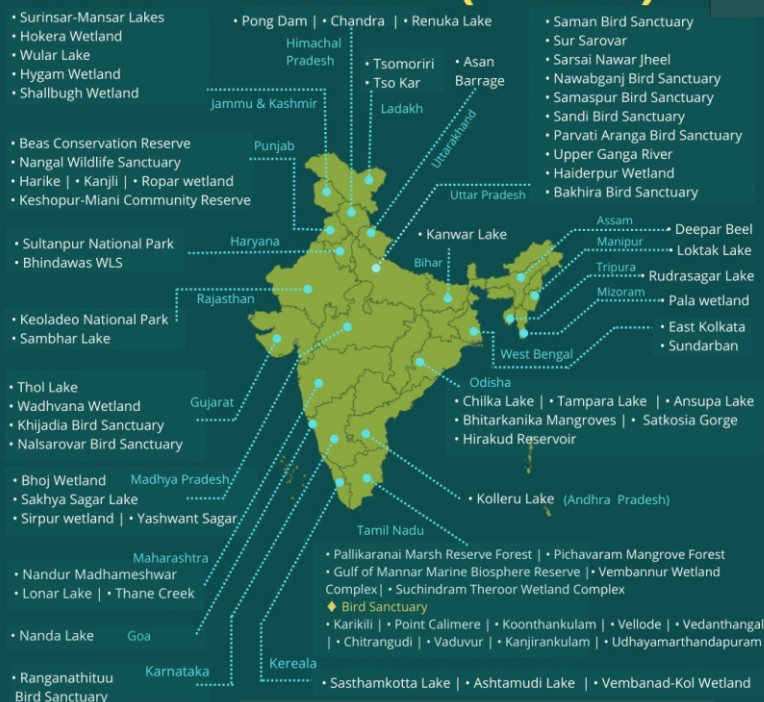 • Surinsar-Mansar Lakes
• Hokera Wetland
• Wular Lake
• Hygam Wetland
• Shallbugh Wetland
Jammu & Kashmir
• Pong Dam | • Chandra | • Renuka Lake
Himachal
Pradesh
• Tsomoriri
• Tso Kar
Ladakh
• Asan
Barrage
Uttarakhand
• Saman Bird Sanctuary
• Sur Sarovar
• Sarsai Nawar Jheel
• Nawabganj Bird Sanctuary
• Samaspur Bird Sanctuary
• Sandi Bird Sanctuary
• Parvati Aranga Bird Sanctuary
• Upper Ganga River
• Haiderpur Wetland
• Bakhira Bird Sanctuary
Uttar Pradesh
• Beas Conservation Reserve
• Nangal Wildlife Sanctuary
• Harike | • Kanjli | • Ropar wetland
• Keshopur-Miani Community Reserve
Punjab
• Sultanpur National Park
• Bhindawas WLS
Haryana
• Kanwar Lake
Bihar
Assam
• Deepar Beel
Manipur
• Loktak Lake
Tripura
• Rudrasagar Lake
Mizoram
• Pala wetland
• East Kolkata
• Sundarban
West Bengal
Rajasthan
• Keoladeo National Park
• Sambhar Lake
• Thol Lake
• Wadhvana Wetland
• Khijadia Bird Sanctuary
• Nalsarovar Bird Sanctuary
Gujarat
Odisha
• Chilka Lake | • Tampara Lake | • Ansupa Lake
• Bhitarkanika Mangroves | • Satkosia Gorge
• Hirakud Reservoir
• Bhoj Wetland Madhya Pradesh
• Sakhya Sagar Lake
• Sirpur wetland | • Yashwant Sagar
• Kolleru Lake (Andhra Pradesh)
Maharashtra
• Nandur Madhameshwar
• Lonar Lake | • Thane Creek
Tamil Nadu
• Pallikaranai Marsh Reserve Forest | • Pichavaram Mangrove Forest
• Gulf of Mannar Marine Biosphere Reserve | • Vembannur Wetland
Complex | • Suchindram Theroor Wetland Complex
♦ Bird Sanctuary
• Karikili | • Point Calimere | • Koonthankulam | • Vellode | • Vedanthangal
| • Chitrangudi | • Vaduvur | • Kanjirankulam | • Udhayamarthandapuram
• Nanda Lake Goa
• Ranganathituu
Bird Sanctuary
Karnataka
Kereala
• Sasthamkotta Lake | • Ashtamudi Lake | • Vembanad-Kol Wetland